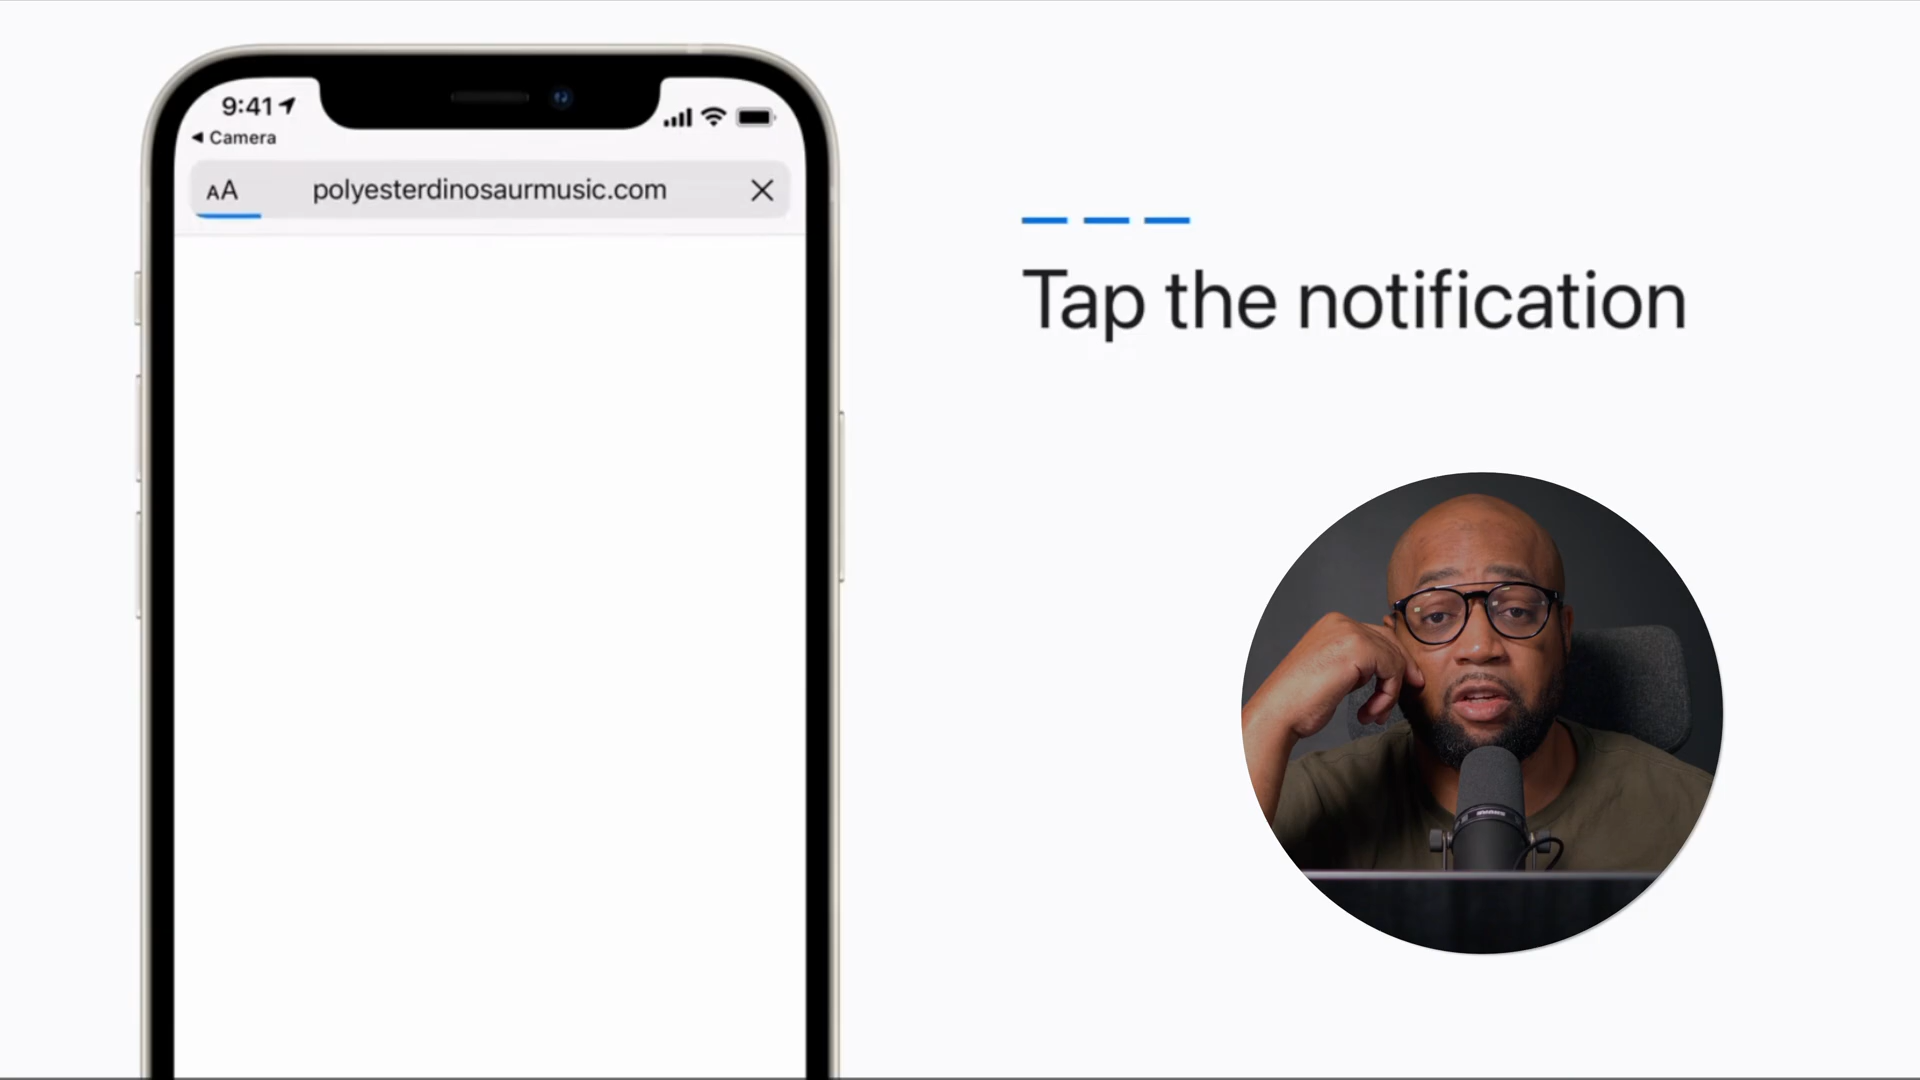 9:41
◀ Camera
AA
polyesterdinosaurmusic.com
Tap the notification